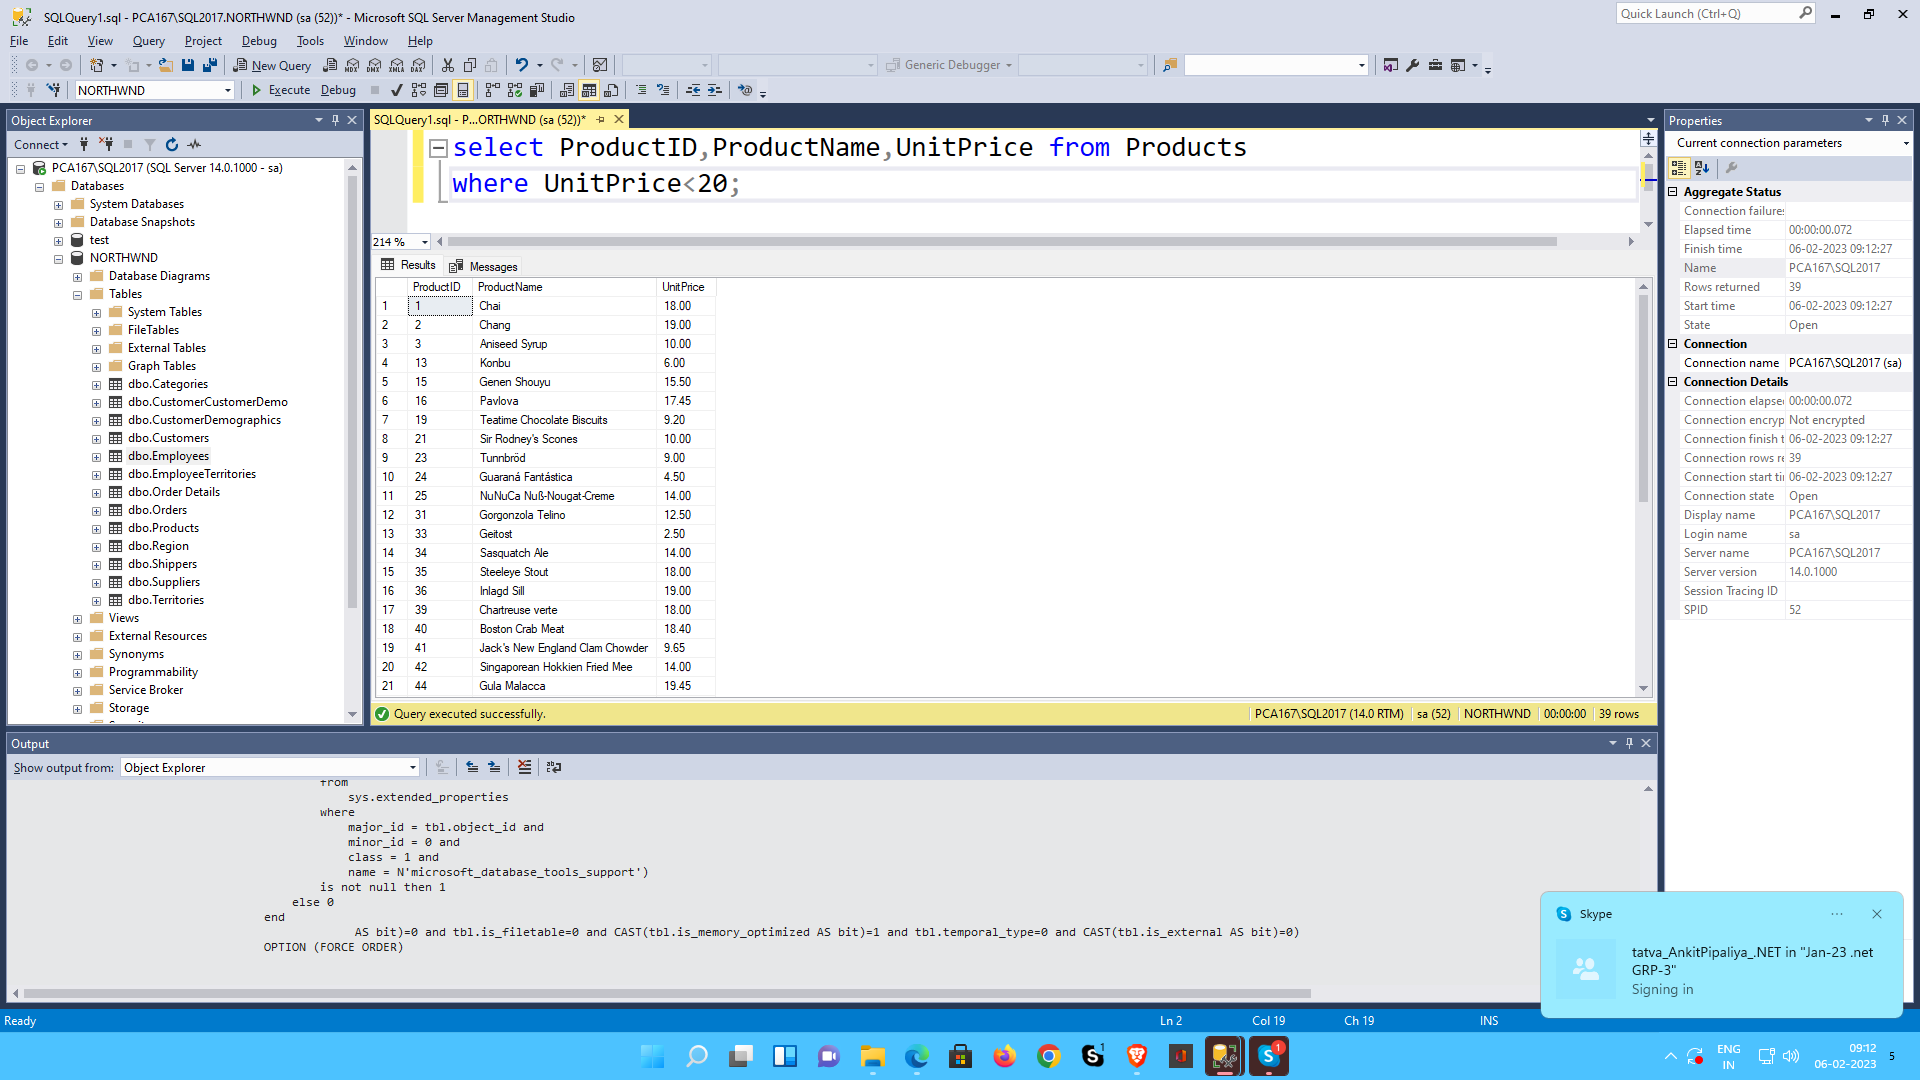 SQLQuery1.sql - PCA167\SQL2017.NORTHWND (sa (52))* - Microsoft SQL Server Management Studio
Quick Launch (Ctrl+Q)
File Edit View Query Project Debug Tools Window Help
New Query
Generic Debugger
NORTHWND
Execute Debug
Object Explorer
Connect
PCA167\SQL2017 (SQL Server 14.0.1000 - sa)
Databases
System Databases
Database Snapshots
test
NORTHWND
Database Diagrams
Tables
System Tables
FileTables
External Tables
Graph Tables
dbo.Categories
dbo.CustomerCustomerDemo
dbo.CustomerDemographics
dbo.Customers
dbo.Employees
dbo.EmployeeTerritories
dbo.Order Details
dbo.Orders
dbo.Products
dbo.Region
dbo.Shippers
dbo.Suppliers
dbo.Territories
Views
External Resources
Synonyms
Programmability
Service Broker
Storage
SQLQuery1.sql - P...ORTHWND (sa (52))*
select ProductID,ProductName,UnitPrice from Products
where UnitPrice<20;
214 %
Results Messages
ProductID ProductName UnitPrice
1 1 Chai 18.00
2 2 Chang 19.00
3 3 Aniseed Syrup 10.00
4 13 Konbu 6.00
5 15 Genen Shouyu 15.50
6 16 Pavlova 17.45
7 19 Teatime Chocolate Biscuits 9.20
8 21 Sir Rodney's Scones 10.00
9 23 Tunnbröd 9.00
10 24 Guaraná Fantástica 4.50
11 25 NuNuCa Nuß-Nougat-Creme 14.00
12 31 Gorgonzola Telino 12.50
13 33 Geitost 2.50
14 34 Sasquatch Ale 14.00
15 35 Steeleye Stout 18.00
16 36 Inlagd Sill 19.00
17 39 Chartreuse verte 18.00
18 40 Boston Crab Meat 18.40
19 41 Jack's New England Clam Chowder 9.65
20 42 Singaporean Hokkien Fried Mee 14.00
21 44 Gula Malacca 19.45
Query executed successfully.
PCA167\SQL2017 (14.0 RTM) sa (52) NORTHWND 00:00:00 39 rows
Properties
Current connection parameters
Aggregate Status
Connection failures
Elapsed time 00:00:00.072
Finish time 06-02-2023 09:12:27
Name PCA167\SQL2017
Rows returned 39
Start time 06-02-2023 09:12:27
State Open
Connection
Connection name PCA167\SQL2017 (sa)
Connection Details
Connection elapse 00:00:00.072
Connection encryp Not encrypted
Connection finish t 06-02-2023 09:12:27
Connection rows re 39
Connection start ti 06-02-2023 09:12:27
Connection state Open
Display name PCA167\SQL2017
Login name sa
Server name PCA167\SQL2017
Server version 14.0.1000
Session Tracing ID
SPID 52
Output
Show output from: Object Explorer
from
sys.extended_properties
where
major_id = tbl.object_id and
minor_id = 0 and
class = 1 and
name = N'microsoft_database_tools_support')
is not null then 1
else 0
end
AS bit)=0 and tbl.is_filetable=0 and CAST(tbl.is_memory_optimized AS bit)=1 and tbl.temporal_type=0 and CAST(tbl.is_external AS bit)=0)
OPTION (FORCE ORDER)
Skype
tatva_AnkitPipaliya_.NET in "Jan-23 .net
GRP-3"
Signing in
Ready
Ln 2 Col 19 Ch 19 INS
ENG
IN
09:12
06-02-2023
5